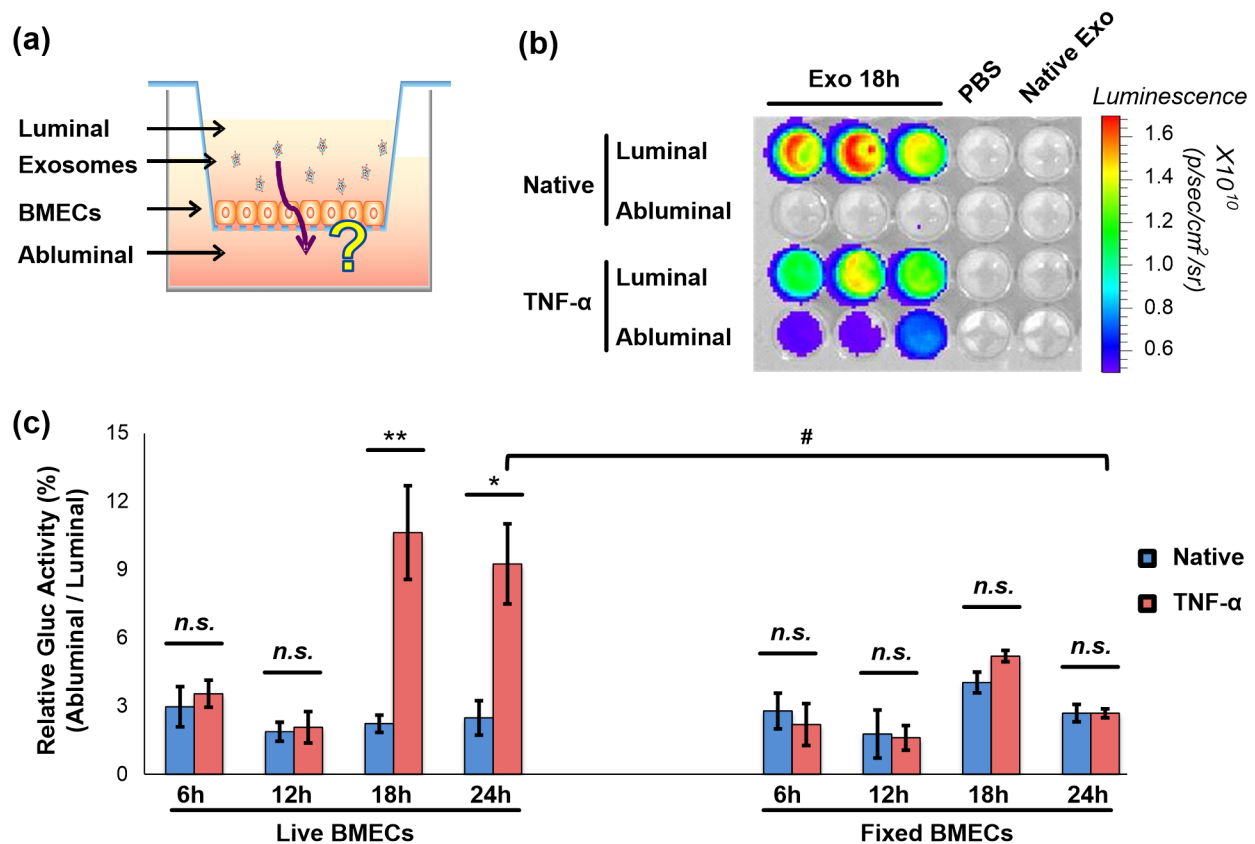 (a)
Luminal
Exosomes
BMECs
Abluminal
?
(b)
Exo 18h
PBS
Native Exo
Native
Luminal
Abluminal
TNF-α
Luminal
Abluminal
Luminescence
1.6
1.4
1.2
1.0
0.8
0.6
X10¹⁰
(p/sec/cm²/sr)
(c)
Relative Gluc Activity (%)
(Abluminal / Luminal)
15
12
9
6
3
0
n.s.
n.s.
**
*
#
n.s.
n.s.
n.s.
n.s.
Native
TNF-α
6h 12h 18h 24h
6h 12h 18h 24h
Live BMECs
Fixed BMECs